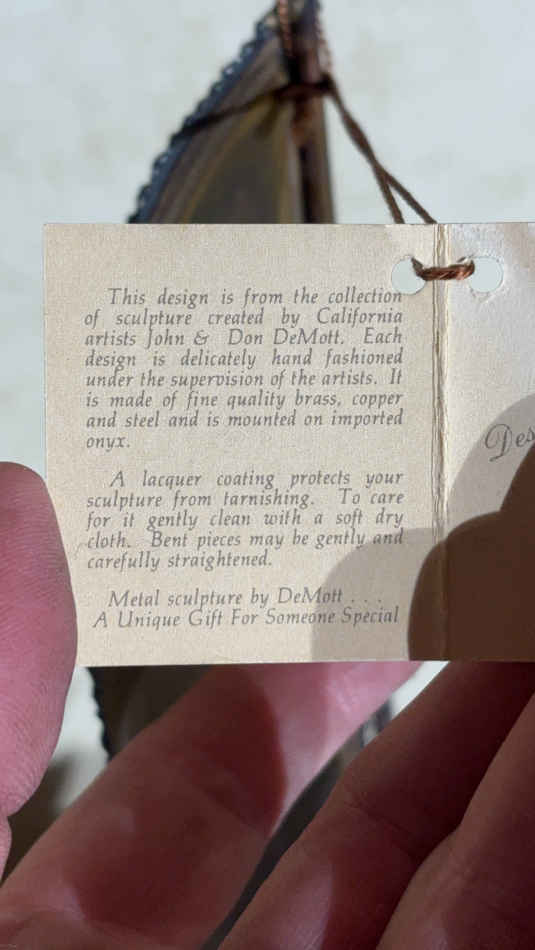 This design is from the collection
of sculpture created by California
artists John & Don DeMott. Each
design is delicately hand fashioned
under the supervision of the artists. It
is made of fine quality brass, copper
and steel and is mounted on imported
onyx.
A lacquer coating protects your
sculpture from tarnishing. To care
for it gently clean with a soft dry
cloth. Bent pieces may be gently and
carefully straightened.
Metal sculpture by DeMott . . .
A Unique Gift For Someone Special
Des